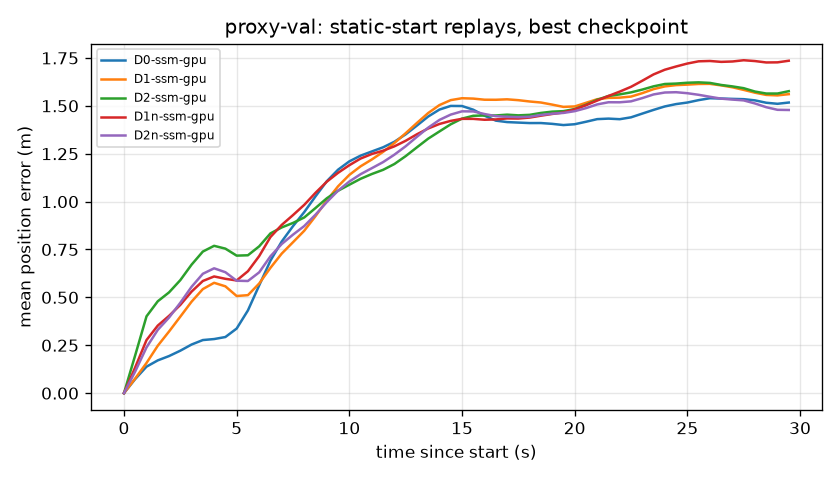 proxy-val: static-start replays, best checkpoint
D0-ssm-gpu
D1-ssm-gpu
D2-ssm-gpu
D1n-ssm-gpu
D2n-ssm-gpu
mean position error (m)
1.75
1.50
1.25
1.00
0.75
0.50
0.25
0.00
0 5 10 15 20 25 30
time since start (s)